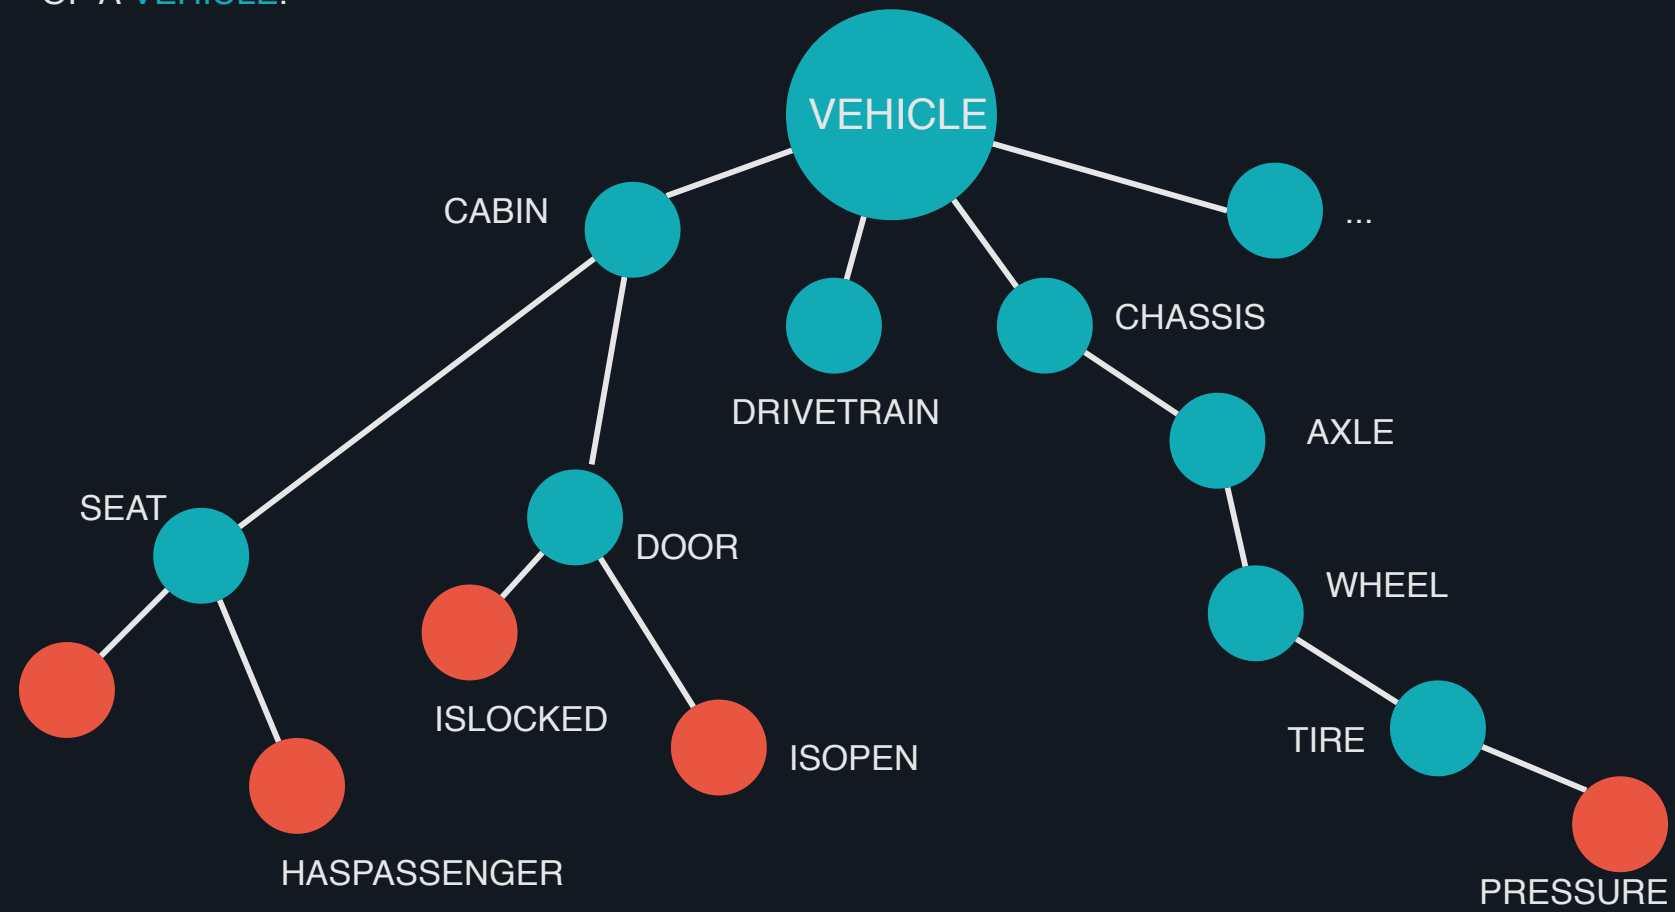 VEHICLE
CABIN
...
CHASSIS
DRIVETRAIN
AXLE
SEAT
DOOR
WHEEL
ISLOCKED
TIRE
ISOPEN
HASPASSENGER
PRESSURE